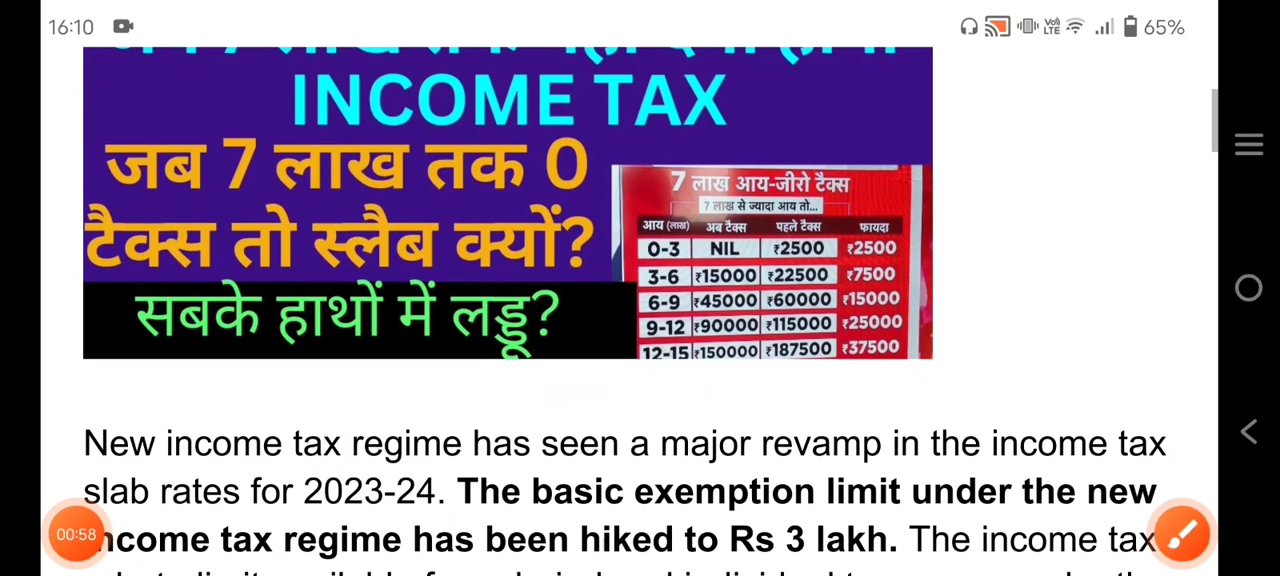 16:10
VoI) LTE 65%
INCOME TAX
जब 7 लाख तक 0
टैक्स तो स्लैब क्यों?
सबके हाथों में लड्डू?
7 लाख आय-जीरो टैक्स
7 लाख से ज्यादा आय तो...
आय (लाख) अब टैक्स पहले टैक्स फायदा
0-3 NIL ₹2500 ₹2500
3-6 ₹15000 ₹22500 ₹7500
6-9 ₹45000 ₹60000 ₹15000
9-12 ₹90000 ₹115000 ₹25000
12-15 ₹150000 ₹187500 ₹37500
New income tax regime has seen a major revamp in the income tax
slab rates for 2023-24. The basic exemption limit under the new
income tax regime has been hiked to Rs 3 lakh. The income tax
00:58